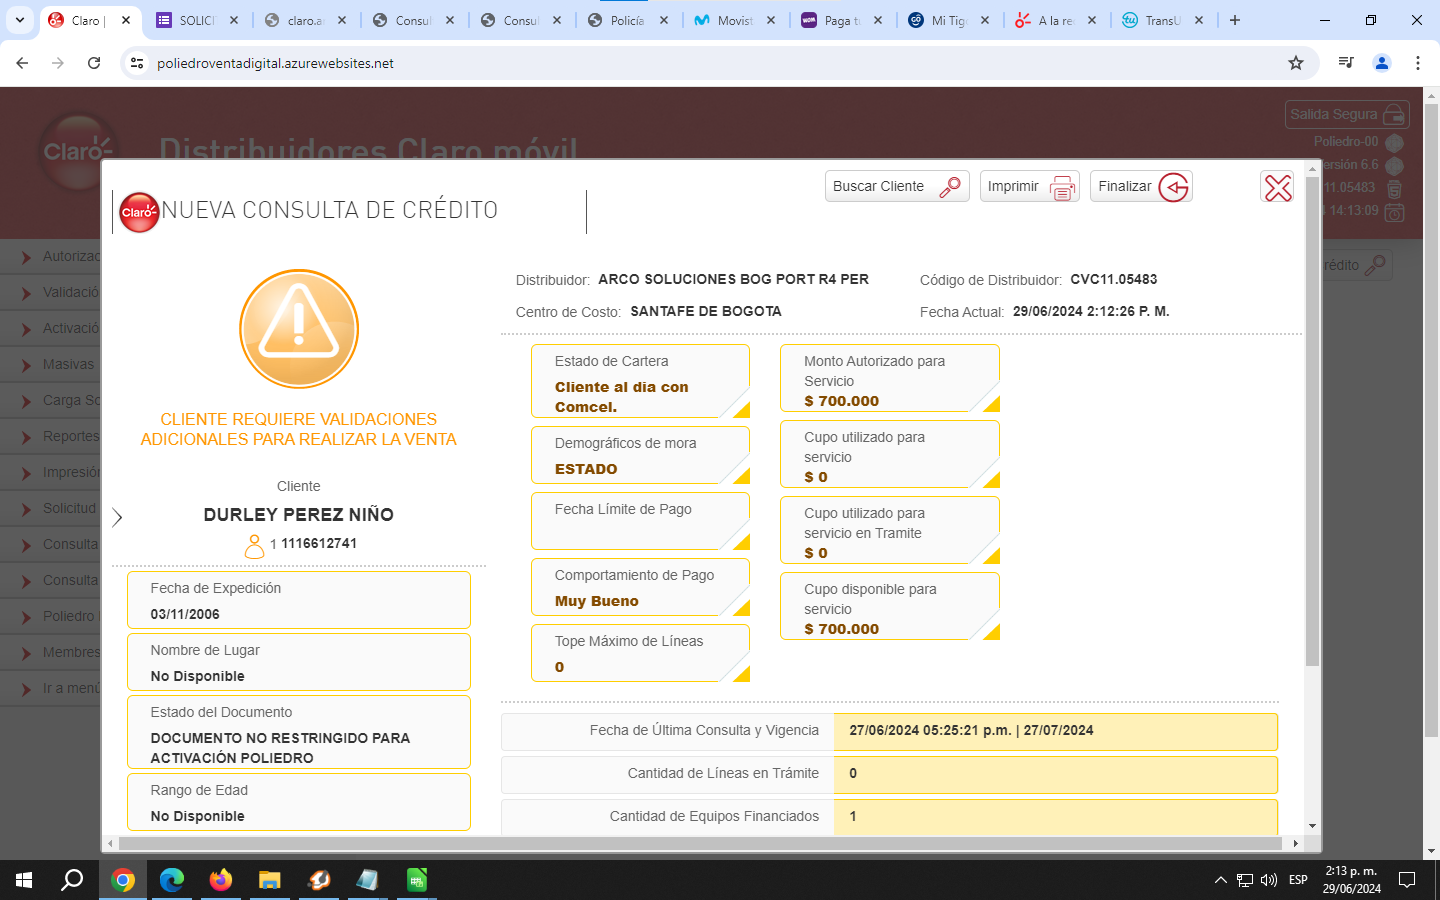 Claro |
SOLICI
claro.a
Consul
Consul
Policía
Movist
Paga tu
Mi Tig
A la re
TransU
poliedroventadigital.azurewebsites.net
Claro
Distribuidores Claro móvil
Salida Segura
Poliedro-00
ersión 6.6
11.05483
14:13:09
Autorizac
Validació
Activació
Masivas
Carga So
Reportes
Impresión
Solicitud
Consulta
Consulta
Poliedro
Membres
Ir a menú
rédito
Buscar Cliente
Imprimir
Finalizar
Claro
NUEVA CONSULTA DE CRÉDITO
CLIENTE REQUIERE VALIDACIONES
ADICIONALES PARA REALIZAR LA VENTA
Cliente
DURLEY PEREZ NIÑO
1 1116612741
Fecha de Expedición
03/11/2006
Nombre de Lugar
No Disponible
Estado del Documento
DOCUMENTO NO RESTRINGIDO PARA
ACTIVACIÓN POLIEDRO
Rango de Edad
No Disponible
Distribuidor: ARCO SOLUCIONES BOG PORT R4 PER
Código de Distribuidor: CVC11.05483
Centro de Costo: SANTAFE DE BOGOTA
Fecha Actual: 29/06/2024 2:12:26 P. M.
Estado de Cartera
Cliente al dia con
Comcel.
Demográficos de mora
ESTADO
Fecha Límite de Pago
Comportamiento de Pago
Muy Bueno
Tope Máximo de Líneas
0
Monto Autorizado para
Servicio
$ 700.000
Cupo utilizado para
servicio
$ 0
Cupo utilizado para
servicio en Tramite
$ 0
Cupo disponible para
servicio
$ 700.000
Fecha de Última Consulta y Vigencia 27/06/2024 05:25:21 p.m. | 27/07/2024
Cantidad de Líneas en Trámite 0
Cantidad de Equipos Financiados 1
ESP
2:13 p. m.
29/06/2024